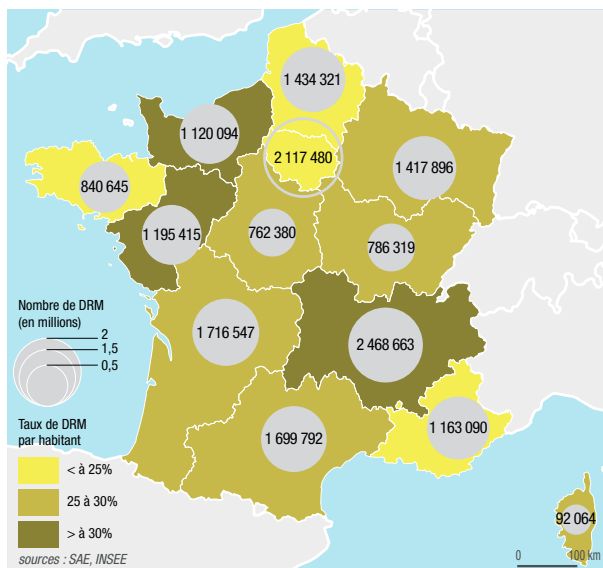 1 434 321
1 120 094
2 117 480
1 417 896
840 645
1 195 415
762 380
786 319
Nombre de DRM
(en millions)
2
1,5
0,5
1 716 547
2 468 663
Taux de DRM
par habitant
1 699 792
1 163 090
< à 25%
25 à 30%
> à 30%
92 064
sources : SAE, INSEE
0 100 km